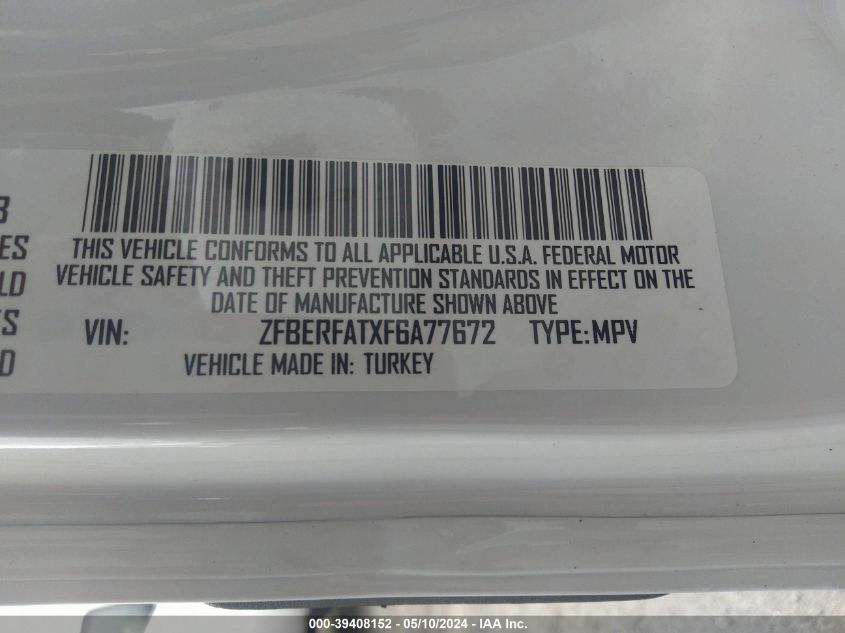 THIS VEHICLE CONFORMS TO ALL APPLICABLE U.S.A. FEDERAL MOTOR
VEHICLE SAFETY AND THEFT PREVENTION STANDARDS IN EFFECT ON THE
DATE OF MANUFACTURE SHOWN ABOVE
VIN: ZFBERFATXF6A77672 TYPE: MPV
VEHICLE MADE IN: TURKEY
000-39408152 - 05/10/2024 - IAA Inc.